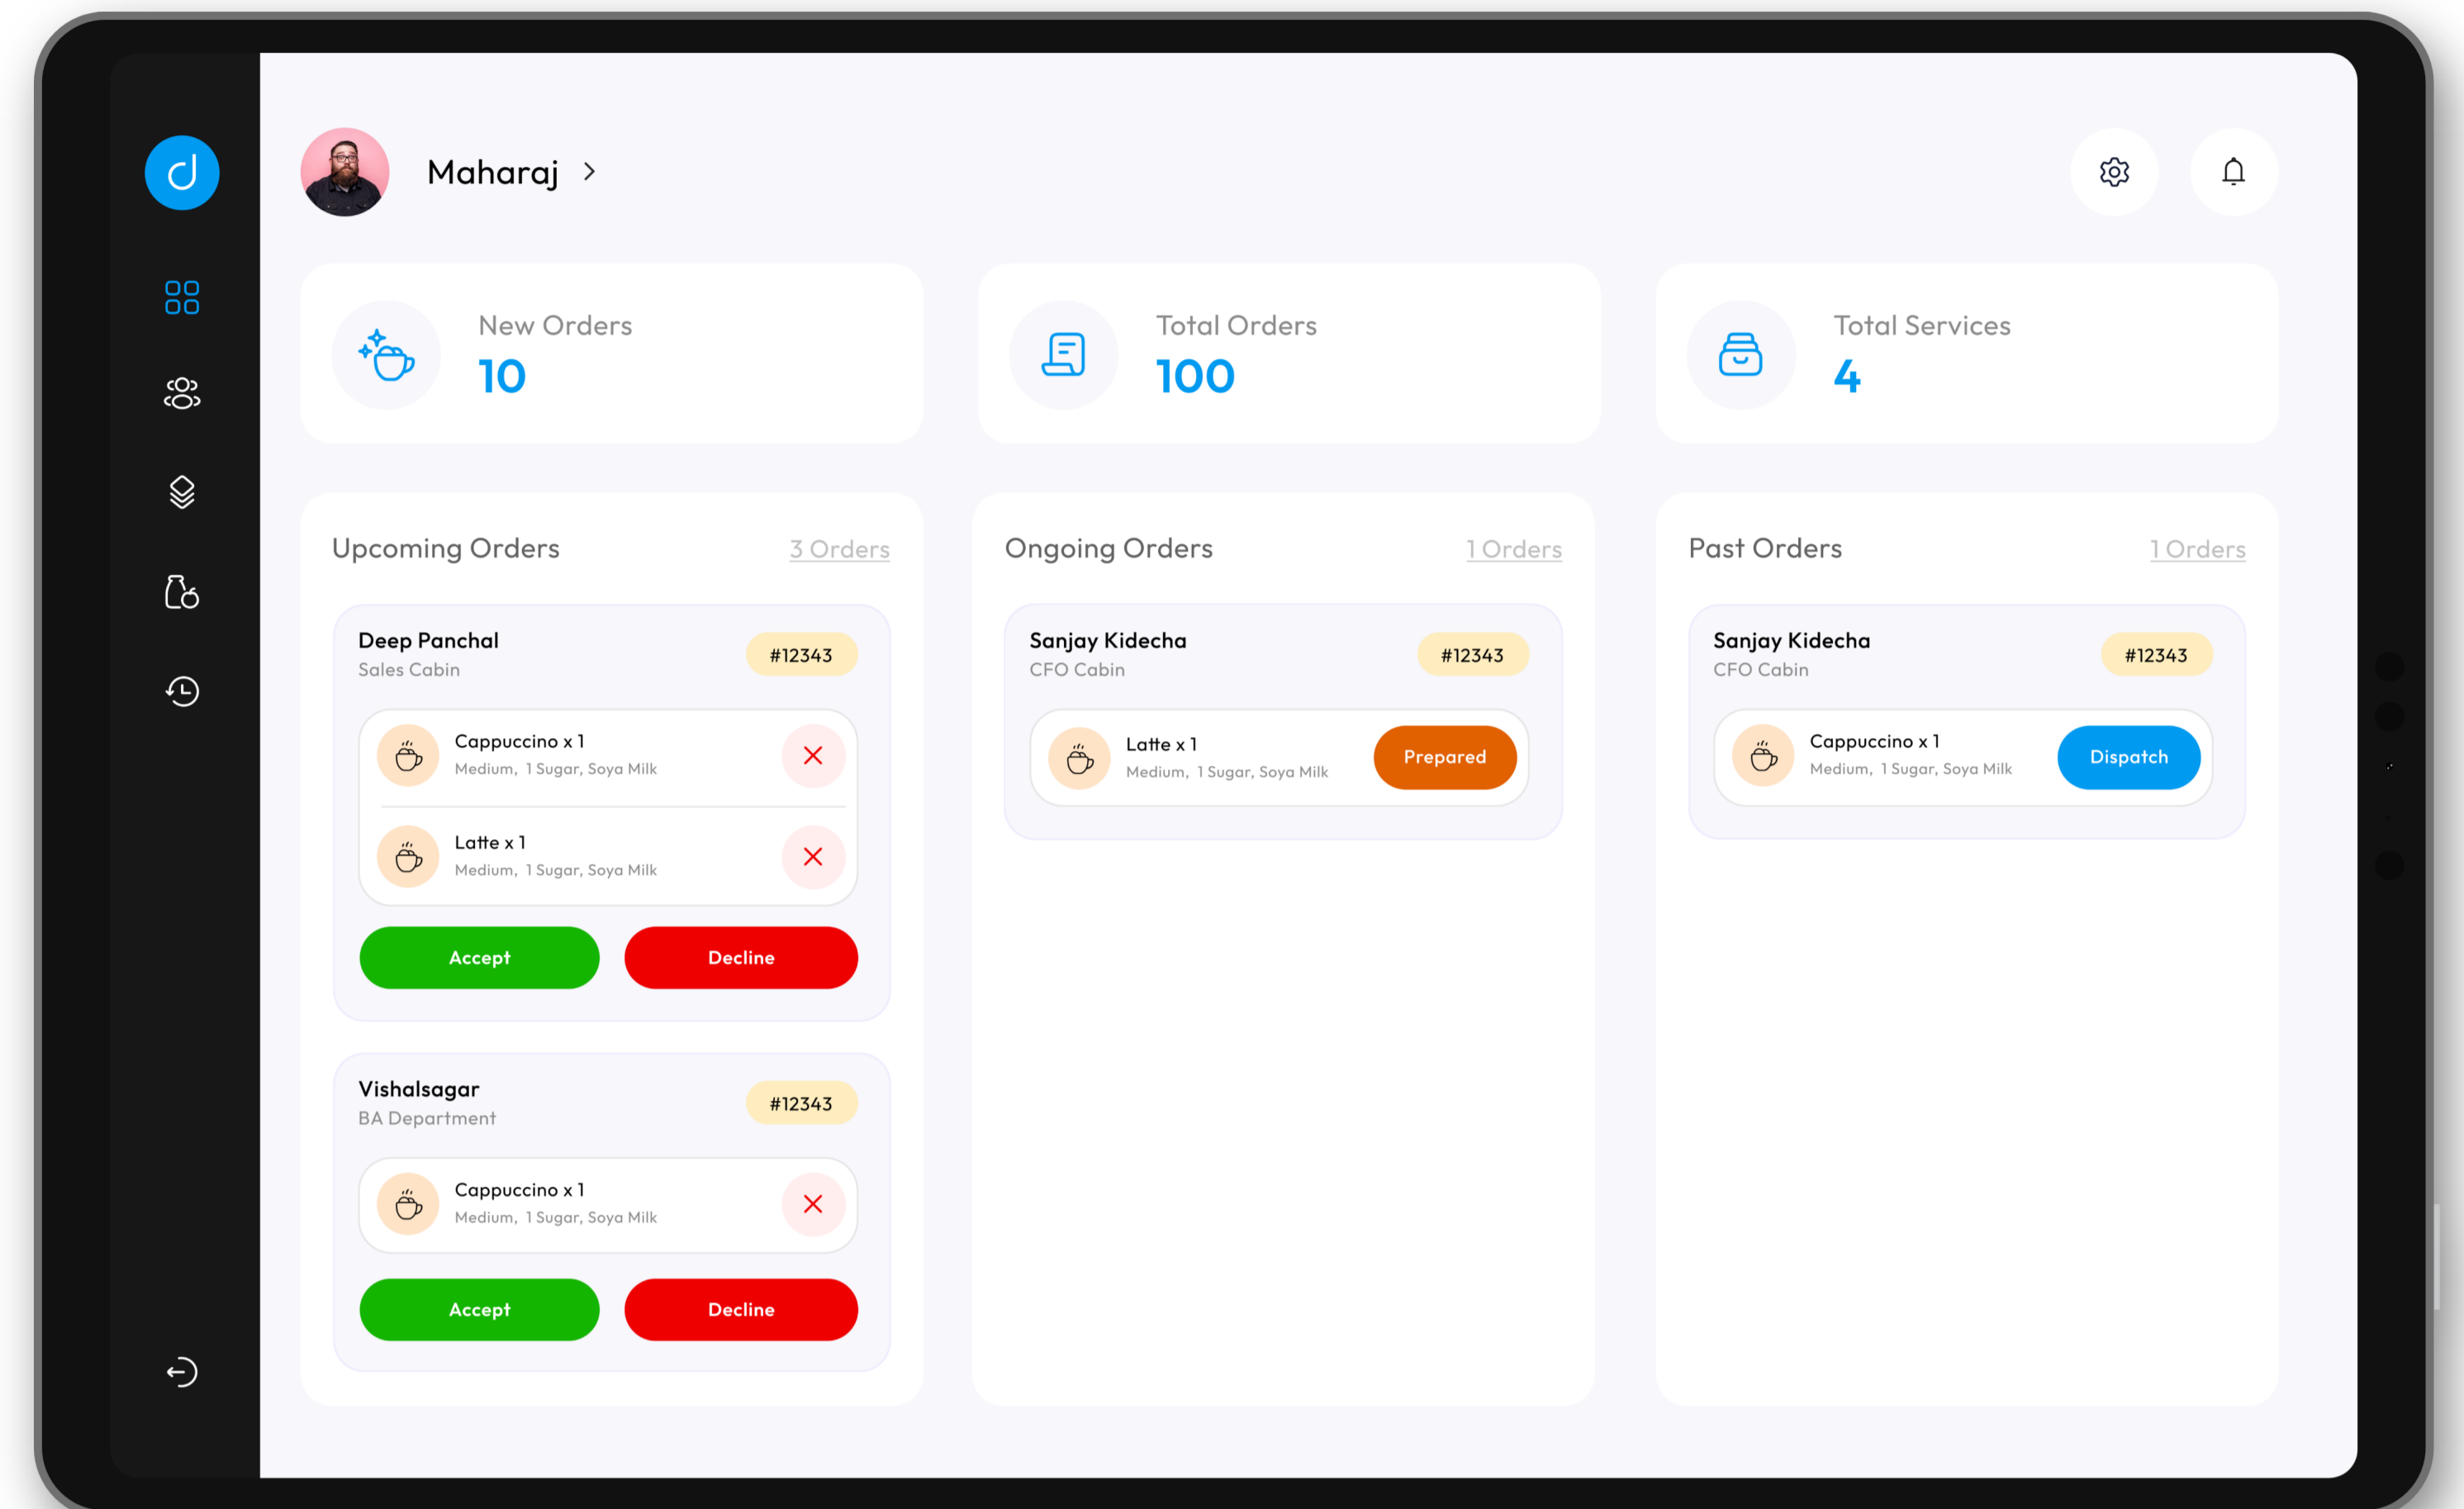 d
Maharaj
New Orders
10
Total Orders
100
Total Services
4
Upcoming Orders
3 Orders
Deep Panchal
Sales Cabin
#12343
Cappuccino x 1
Medium, 1 Sugar, Soya Milk
Latte x 1
Medium, 1 Sugar, Soya Milk
Accept
Decline
Vishalsagar
BA Department
#12343
Cappuccino x 1
Medium, 1 Sugar, Soya Milk
Accept
Decline
Ongoing Orders
1 Orders
Sanjay Kidecha
CFO Cabin
#12343
Latte x 1
Medium, 1 Sugar, Soya Milk
Prepared
Past Orders
1 Orders
Sanjay Kidecha
CFO Cabin
#12343
Cappuccino x 1
Medium, 1 Sugar, Soya Milk
Dispatch